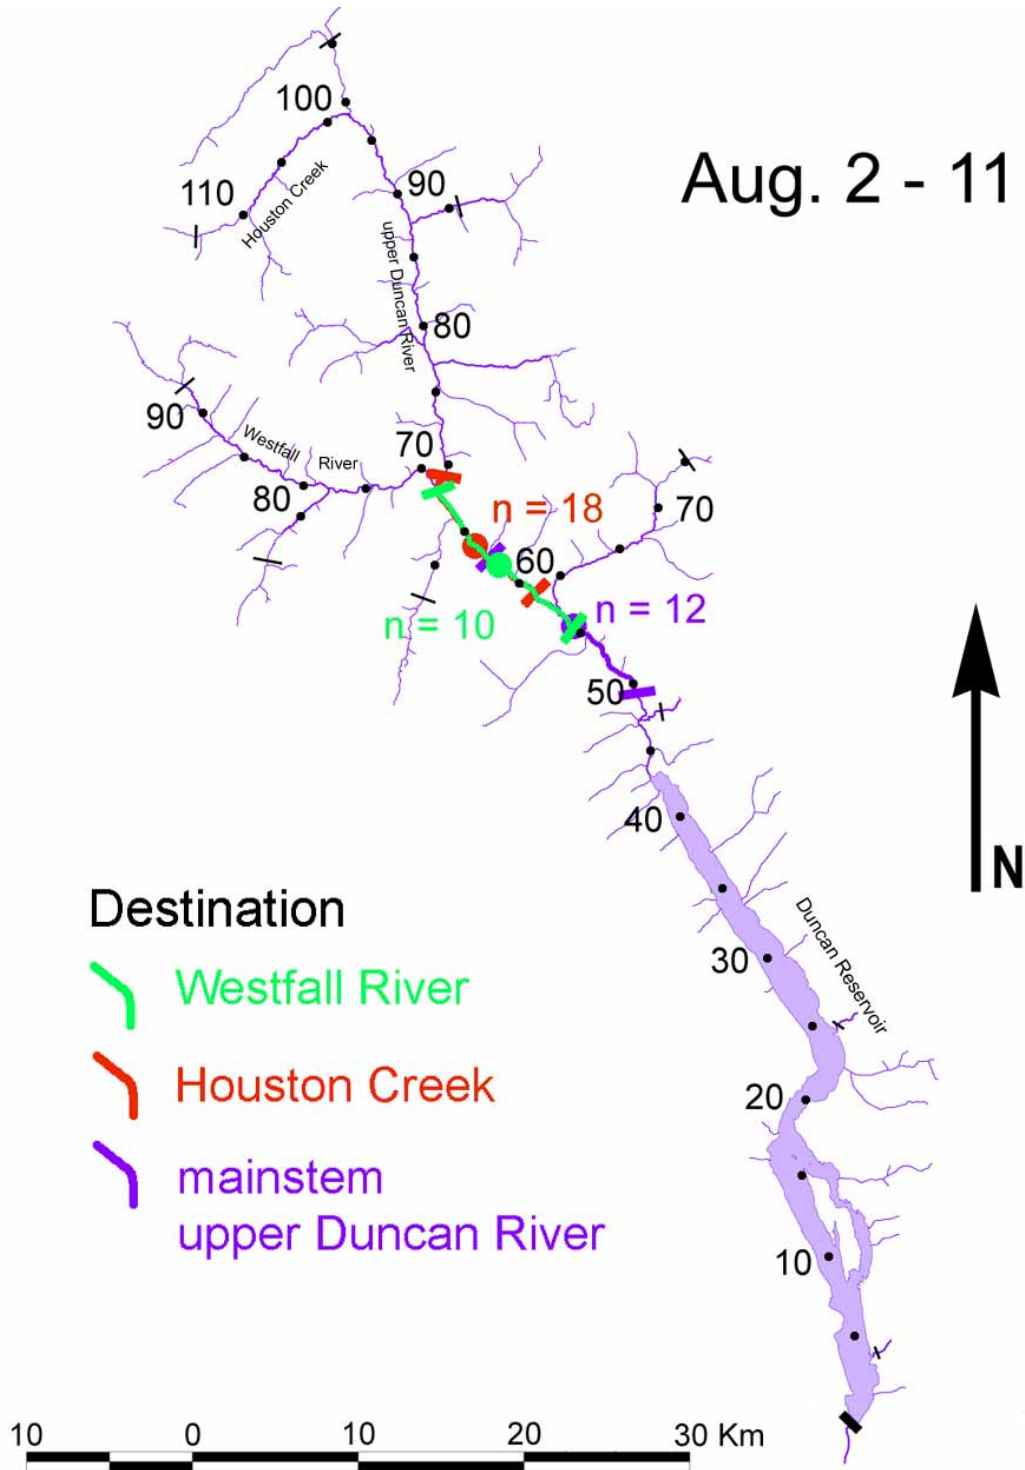 100
Aug. 2 - 11
90
110
Houston Creek
upper Duncan River
80
90
Westfall River
70
80
n = 18
70
60
n = 10
n = 12
50
40
N
Destination
Duncan Reservoir
30
Westfall River
Houston Creek
20
mainstem
upper Duncan River
10
10 0 10 20 30 Km